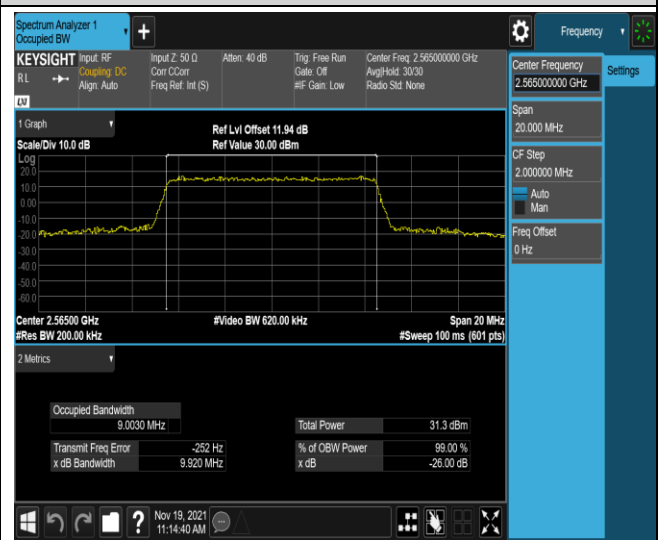 Spectrum Analyzer 1
Occupied BW
+
Frequency
KEYSIGHT
RL
LXI
Input: RF
Coupling: DC
Align: Auto
Input Z: 50 Ω
Corr CCorr
Freq Ref: Int (S)
Atten: 40 dB
Trig: Free Run
Gate: Off
#IF Gain: Low
Center Freq: 2.565000000 GHz
Avg|Hold: 30/30
Radio Std: None
Center Frequency
2.565000000 GHz
Settings
Span
20.000 MHz
CF Step
2.000000 MHz
Auto
Man
Freq Offset
0 Hz
1 Graph
Scale/Div 10.0 dB
Ref Lvl Offset 11.94 dB
Ref Value 30.00 dBm
Log
20.0
10.0
0.00
-10.0
-20.0
-30.0
-40.0
-50.0
-60.0
Center 2.56500 GHz
#Video BW 620.00 kHz
Span 20 MHz
#Res BW 200.00 kHz
#Sweep 100 ms (601 pts)
2 Metrics
Occupied Bandwidth
9.0030 MHz
Total Power 31.3 dBm
Transmit Freq Error -252 Hz
% of OBW Power 99.00 %
x dB Bandwidth 9.920 MHz
x dB -26.00 dB
?
Nov 19, 2021
11:14:40 AM